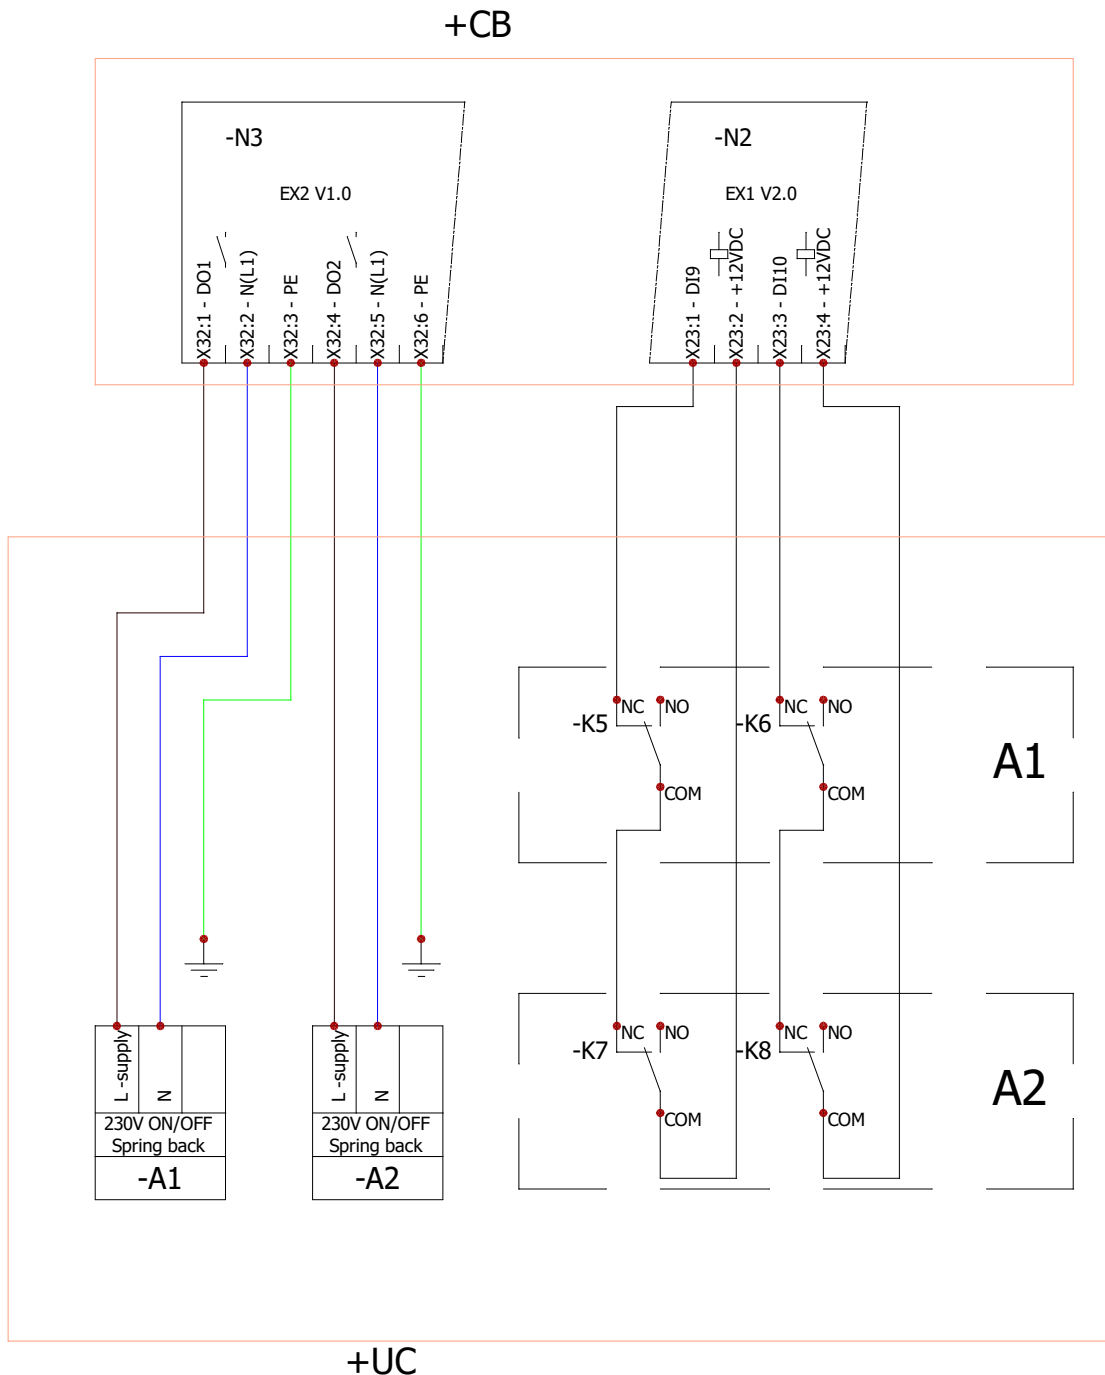 +CB
-N3
-N2
EX2 V1.0
EX1 V2.0
X32:1 - DO1
X32:2 - N(L1)
X32:3 - PE
X32:4 - DO2
X32:5 - N(L1)
X32:6 - PE
X23:1 - DI9
X23:2 - +12VDC
X23:3 - DI10
X23:4 - +12VDC
NC
NO
-K5
COM
NC
NO
-K6
COM
A1
NC
NO
-K7
COM
NC
NO
-K8
COM
A2
L -supply
N
230V ON/OFF
Spring back
-A1
L -supply
N
230V ON/OFF
Spring back
-A2
+UC